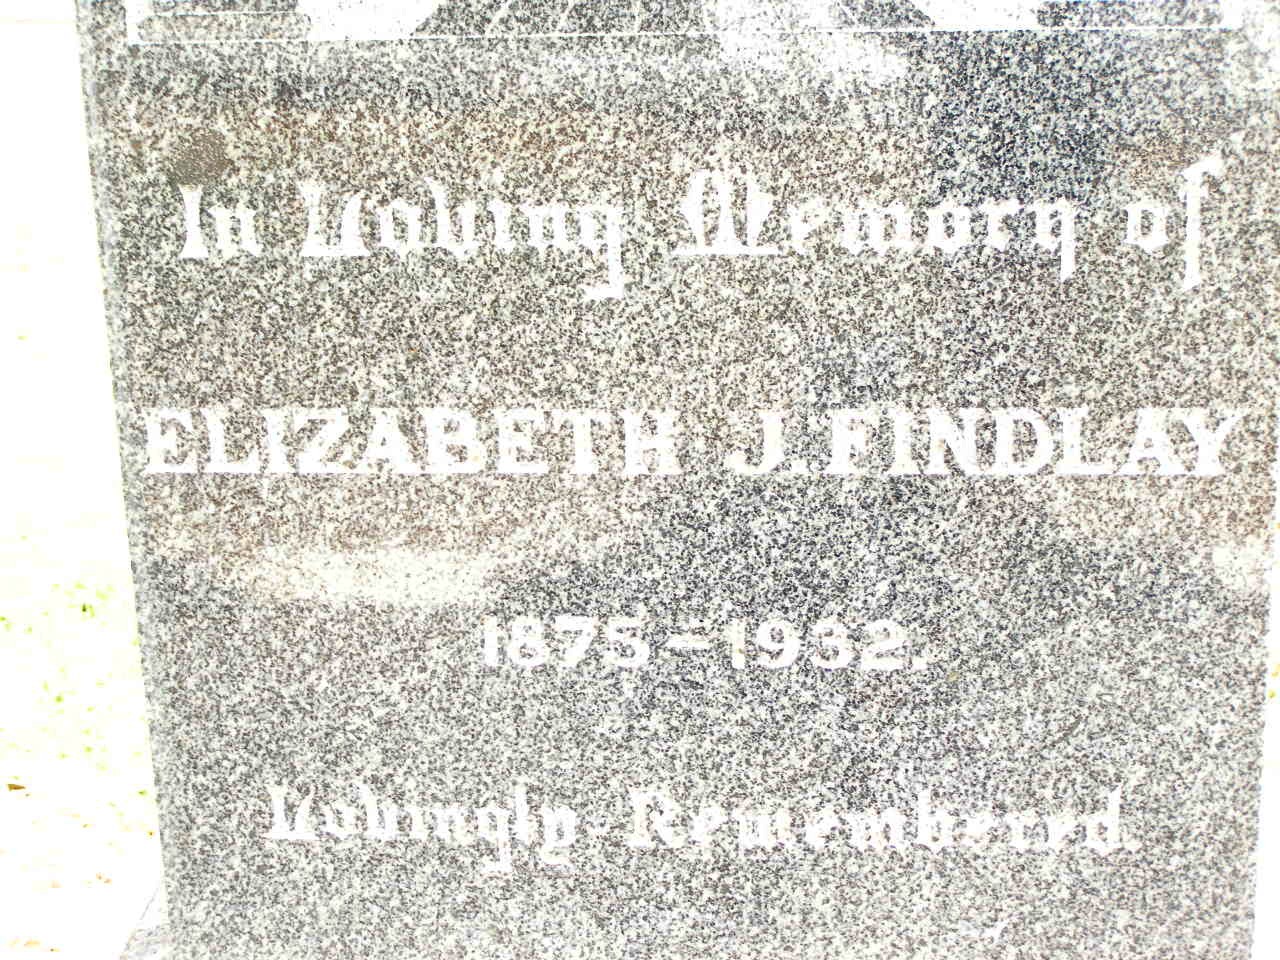 In Loving Memory of
ELIZABETH J. FINDLAY
1875-1932.
Lovingly Remembered.